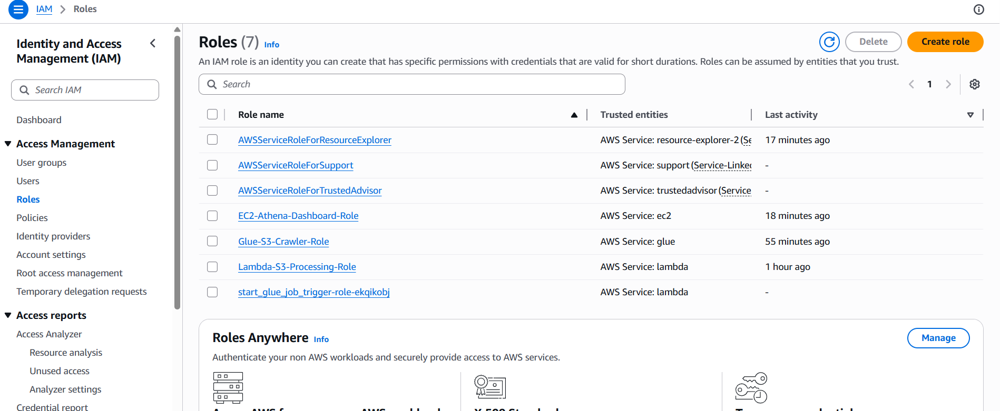 IAM > Roles
Identity and Access
Management (IAM)
Search IAM
Dashboard
Access Management
User groups
Users
Roles
Policies
Identity providers
Account settings
Root access management
Temporary delegation requests
Access reports
Access Analyzer
Resource analysis
Unused access
Analyzer settings
Credential report
Roles (7) Info
Delete
Create role
An IAM role is an identity you can create that has specific permissions with credentials that are valid for short durations. Roles can be assumed by entities that you trust.
Search
1
Role name Trusted entities Last activity
AWSServiceRoleForResourceExplorer AWS Service: resource-explorer-2 (Se 17 minutes ago
AWSServiceRoleForSupport AWS Service: support (Service-Linked -
AWSServiceRoleForTrustedAdvisor AWS Service: trustedadvisor (Service -
EC2-Athena-Dashboard-Role AWS Service: ec2 18 minutes ago
Glue-S3-Crawler-Role AWS Service: glue 55 minutes ago
Lambda-S3-Processing-Role AWS Service: lambda 1 hour ago
start_glue_job_trigger-role-ekqikobj AWS Service: lambda -
Roles Anywhere Info
Manage
Authenticate your non AWS workloads and securely provide access to AWS services.